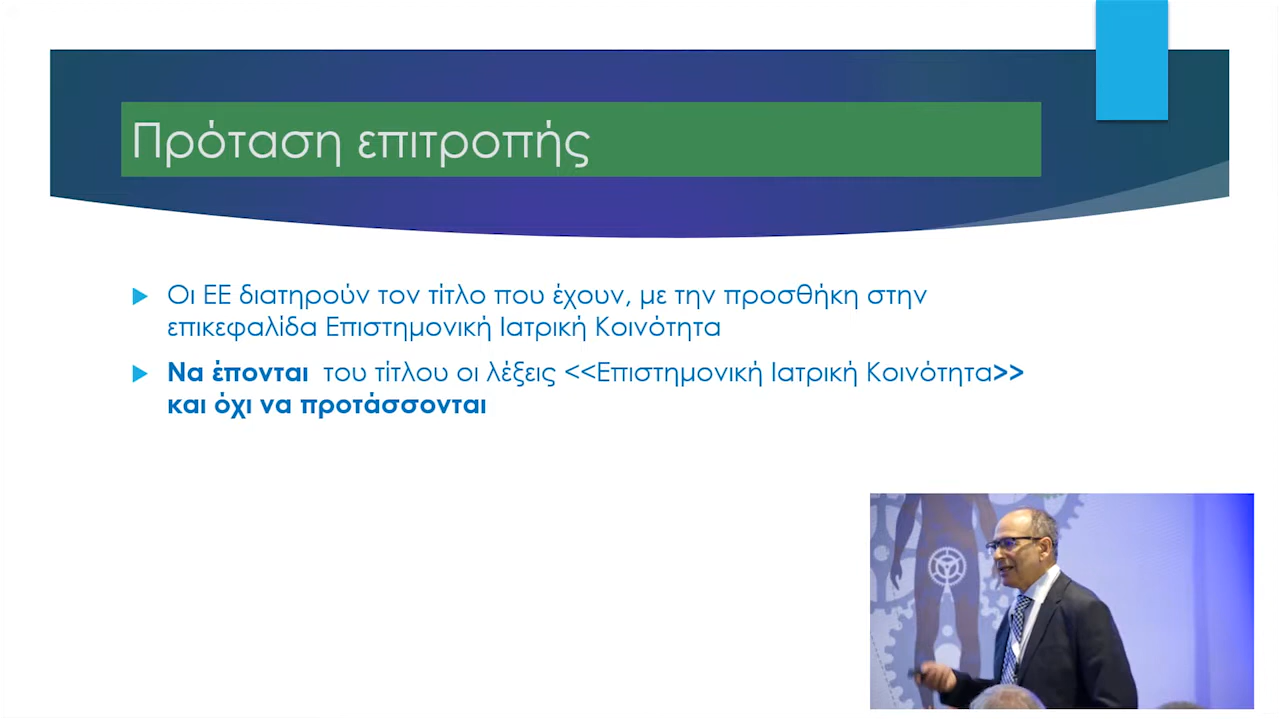 Πρόταση επιτροπής
Οι ΕΕ διατηρούν τον τίτλο που έχουν, με την προσθήκη στην
επικεφαλίδα Επιστημονική Ιατρική Κοινότητα
Να έπονται του τίτλου οι λέξεις <<Επιστημονική Ιατρική Κοινότητα>>
και όχι να προτάσσονται